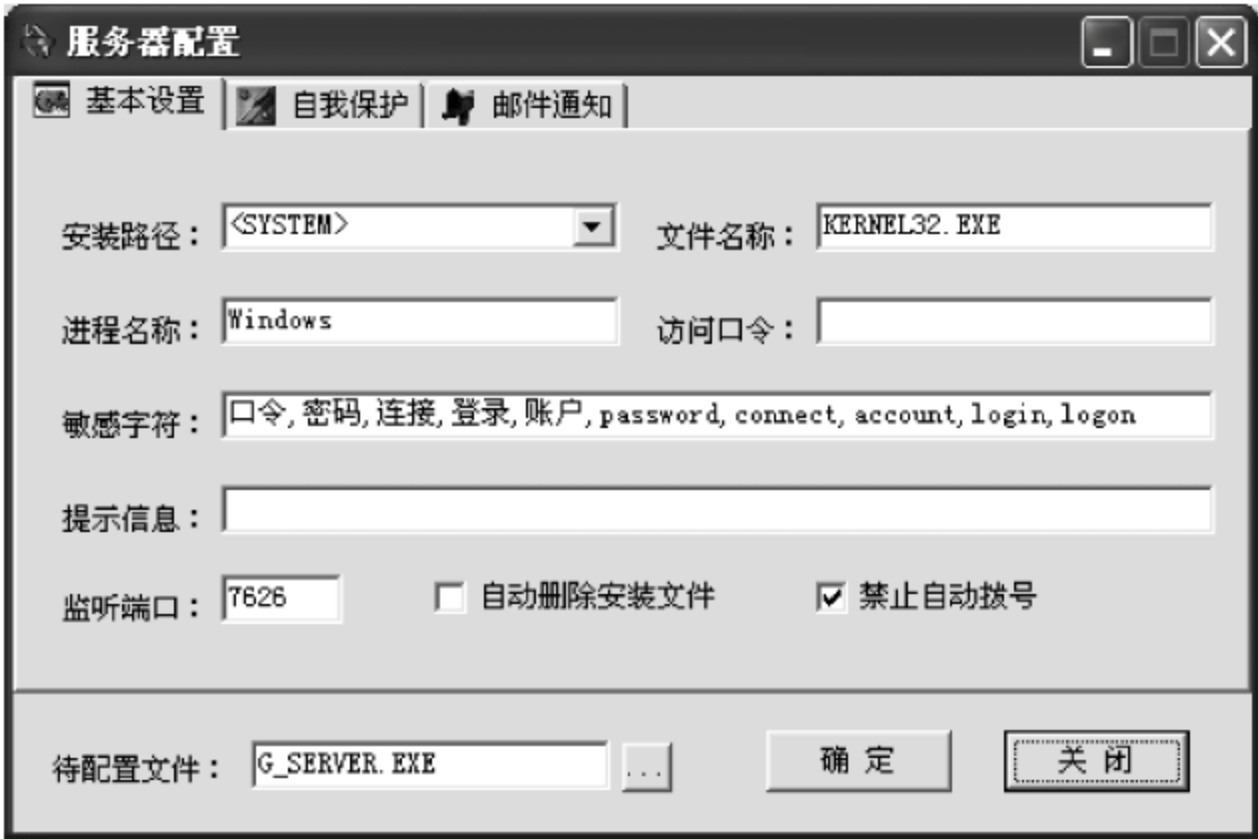 服务器配置
基本设置 自我保护 邮件通知
安装路径： <SYSTEM> 文件名称： KERNEL32.EXE
进程名称： Windows 访问口令：
敏感字符： 口令,密码,连接,登录,账户,password,connect,account,login,logon
提示信息：
监听端口： 7626 自动删除安装文件 禁止自动拨号
待配置文件： G_SERVER.EXE ... 确定 关闭